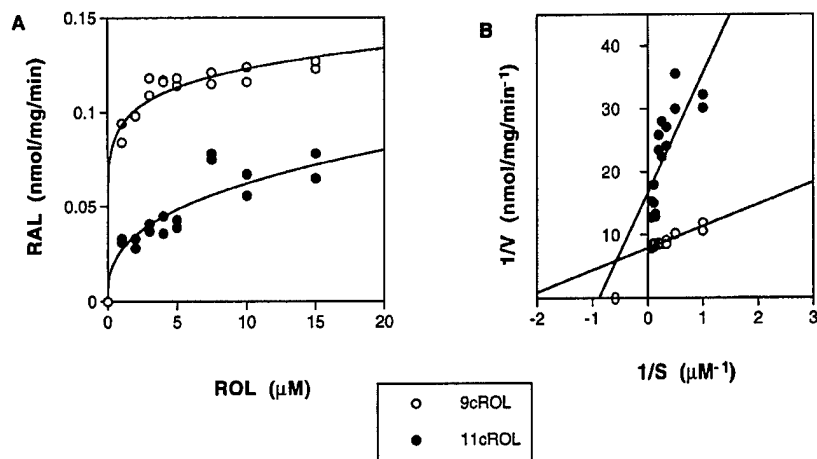 A
RAL (nmol/mg/min)
0.15
0.1
0.05
0
0
5
10
15
20
ROL (μM)
B
1/V (nmol/mg/min⁻¹)
40
30
20
10
0
-2
-1
0
1
2
3
1/S (μM⁻¹)
9cROL
11cROL